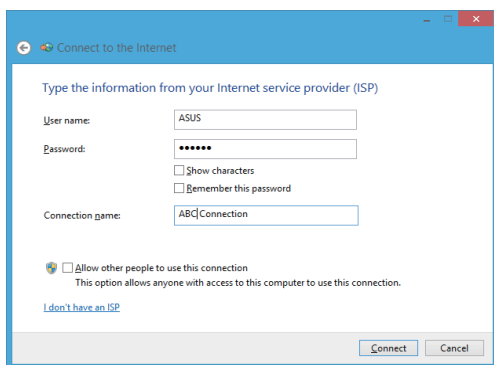 Connect to the Internet
Type the information from your Internet service provider (ISP)
User name: ASUS
Password: ●●●●●●
Show characters
Remember this password
Connection name: ABC Connection
Allow other people to use this connection
This option allows anyone with access to this computer to use this connection.
I don't have an ISP
Connect Cancel